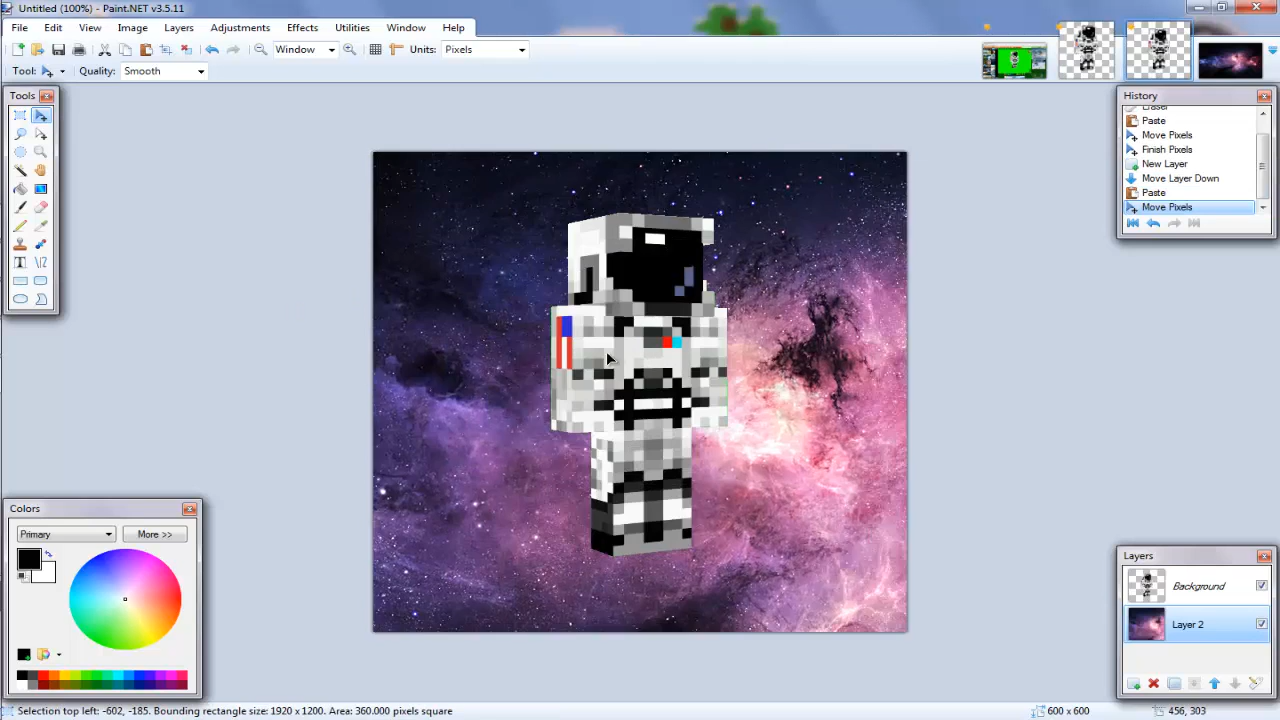 Untitled (100%) - Paint.NET v3.5.11
File Edit View Image Layers Adjustments Effects Utilities Window Help
Window Units: Pixels
Tool: Quality: Smooth
Tools
History
Eraser
Paste
Move Pixels
Finish Pixels
New Layer
Move Layer Down
Paste
Move Pixels
Colors
Primary More >>
Layers
Background
Layer 2
Selection top left: -602, -185. Bounding rectangle size: 1920 x 1200. Area: 360.000 pixels square 600 x 600 456, 303